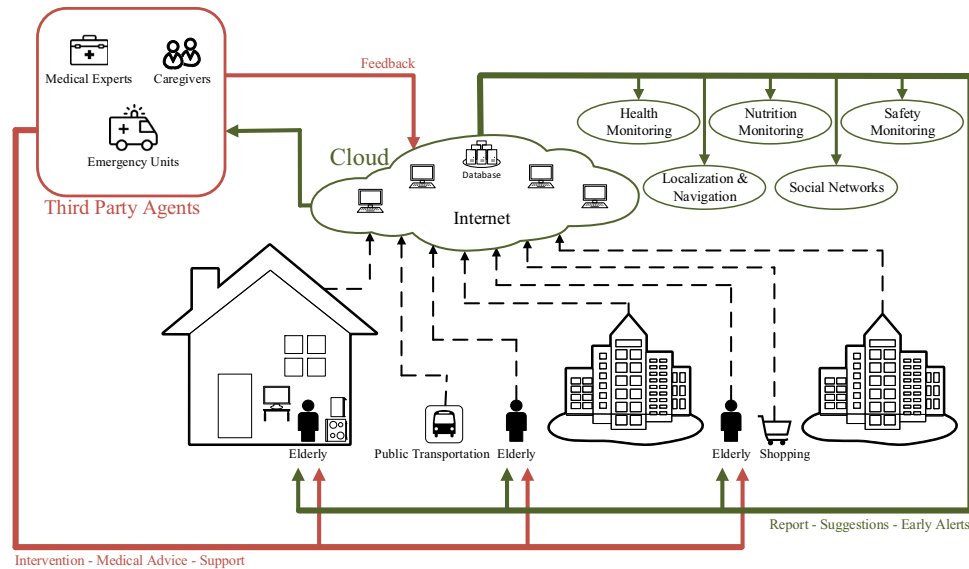 Medical Experts
Caregivers
Emergency Units
Third Party Agents
Feedback
Cloud
Database
Internet
Health
Monitoring
Nutrition
Monitoring
Safety
Monitoring
Localization &
Navigation
Social Networks
Elderly
Public Transportation
Elderly
Elderly
Shopping
Report - Suggestions - Early Alerts
Intervention - Medical Advice - Support